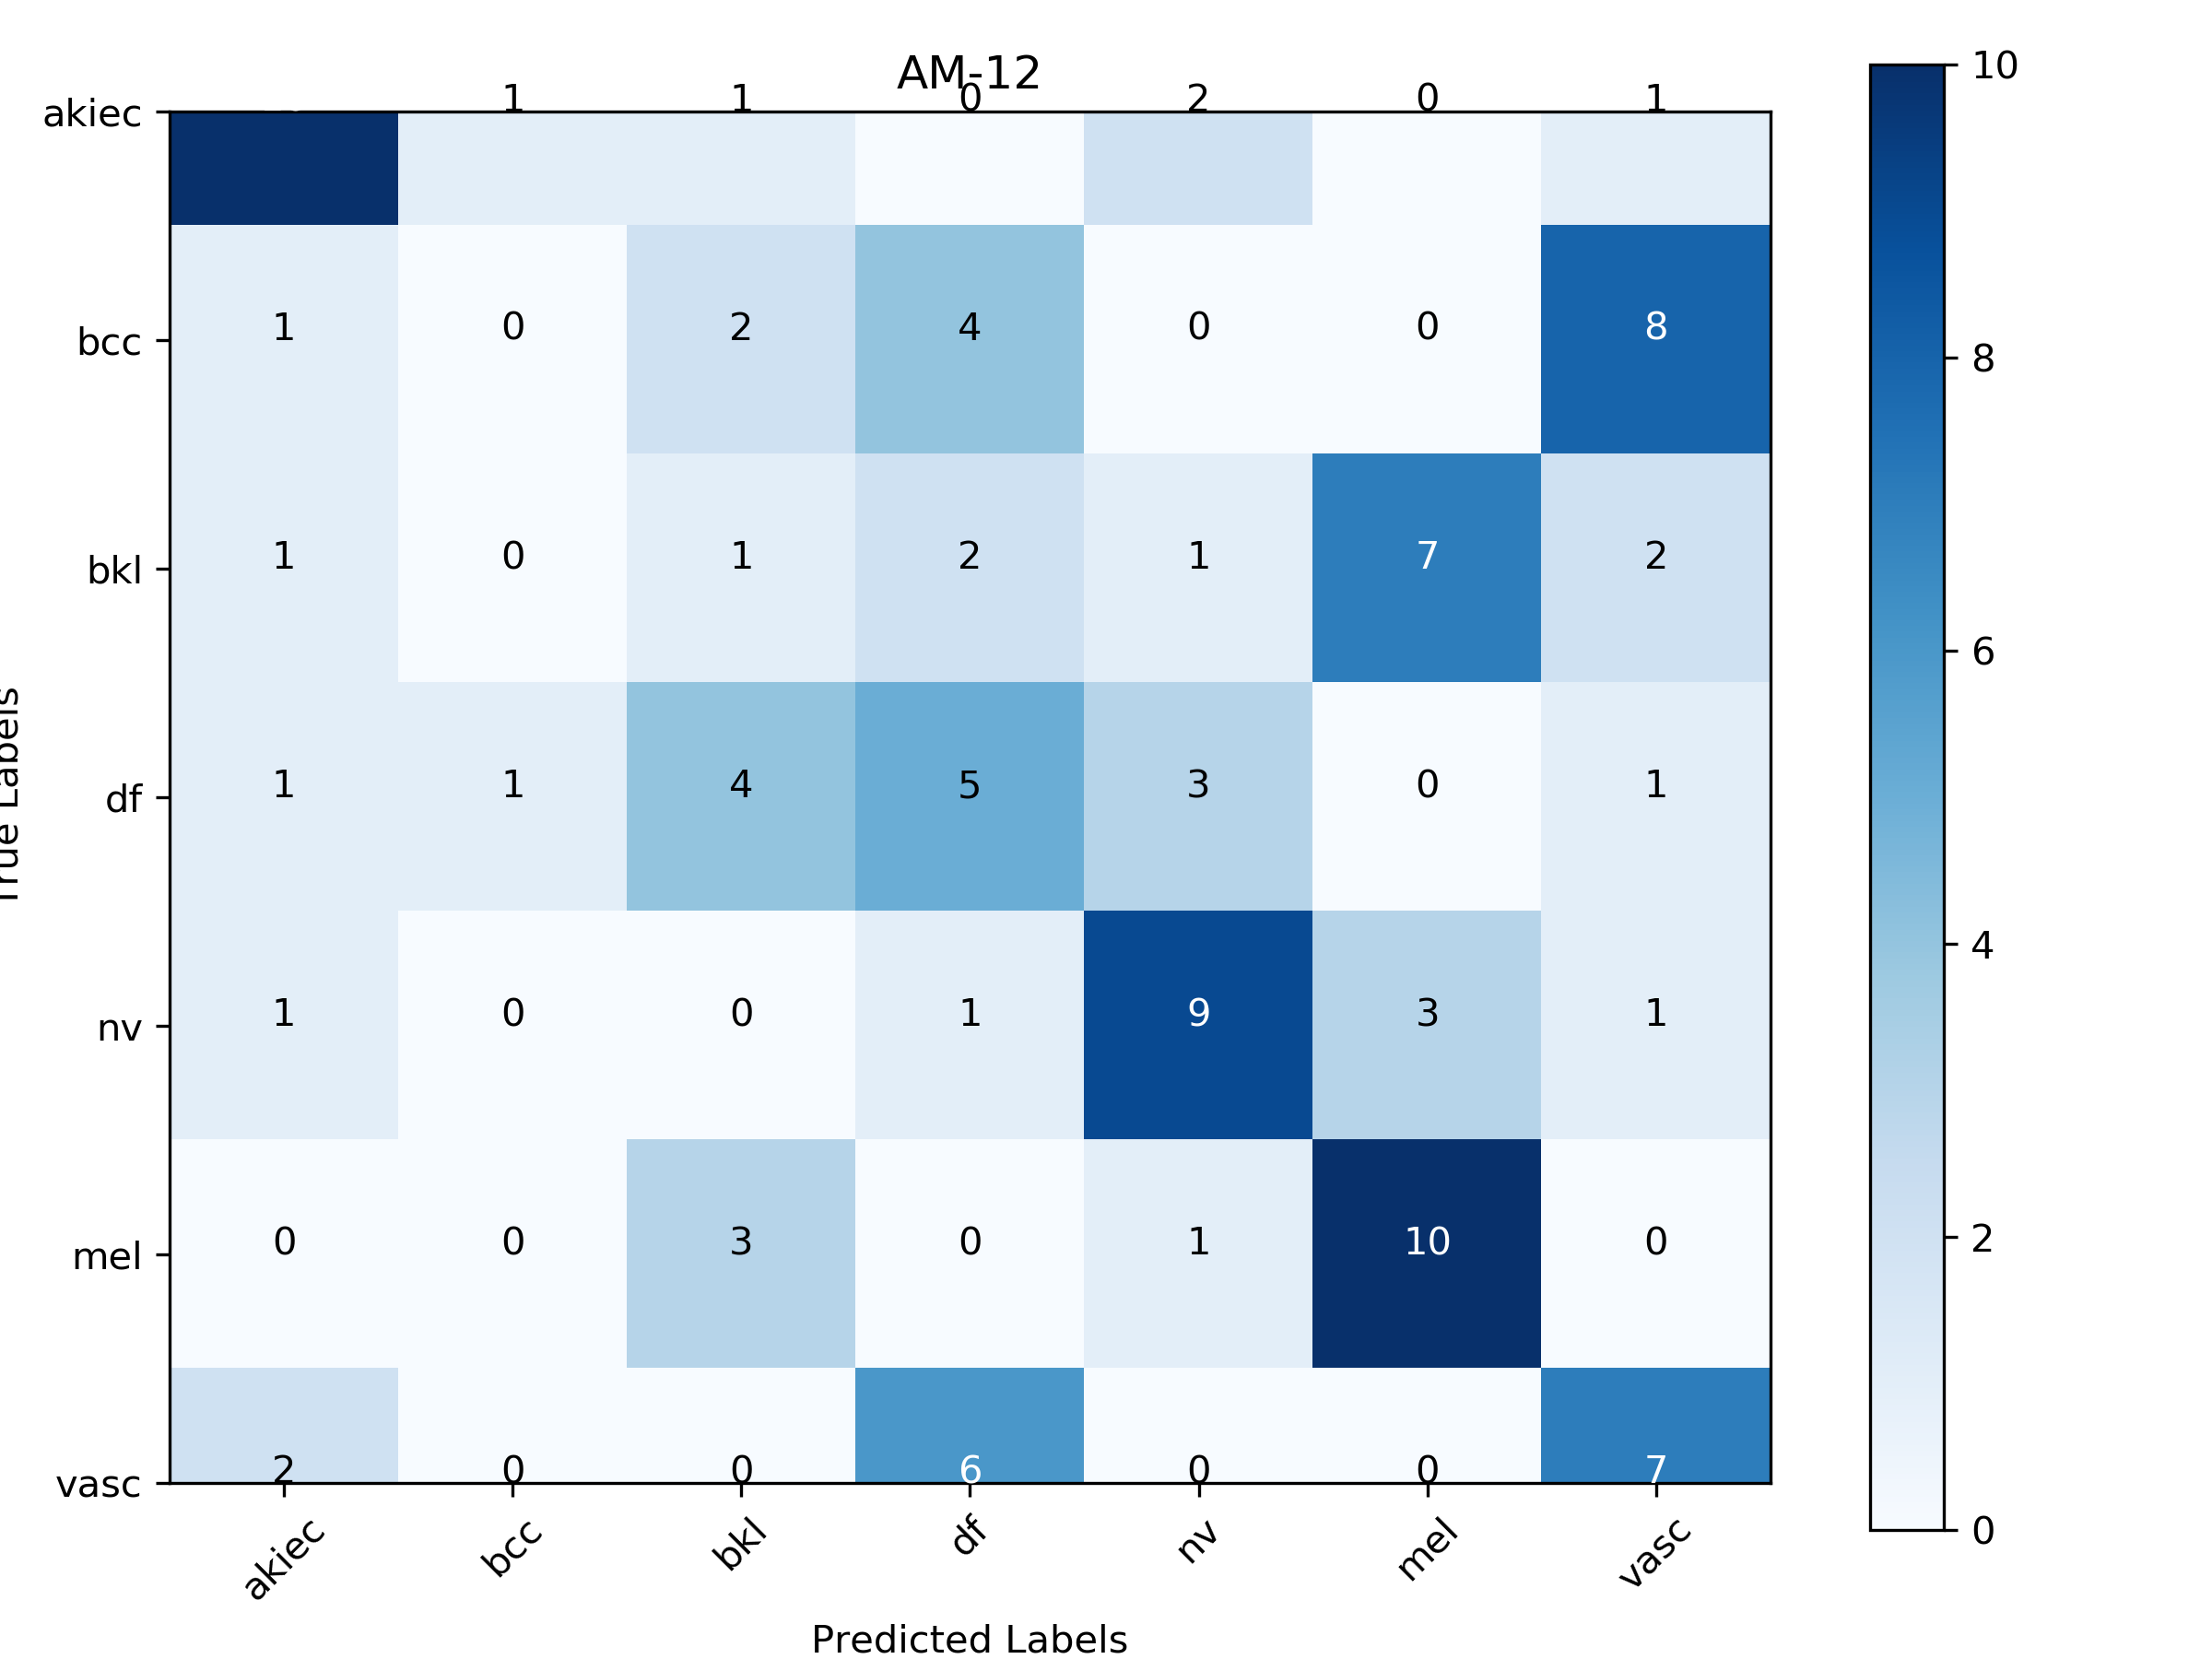 AM-12
1 1 0 2 0 1
akiec
bcc 1 0 2 4 0 0 8
bkl 1 0 1 2 1 7 2
df 1 1 4 5 3 0 1
nv 1 0 0 1 9 3 1
mel 0 0 3 0 1 10 0
vasc 2 0 0 6 0 0 7
akiec bcc bkl df nv mel vasc
Predicted Labels
True Labels
10
8
6
4
2
0